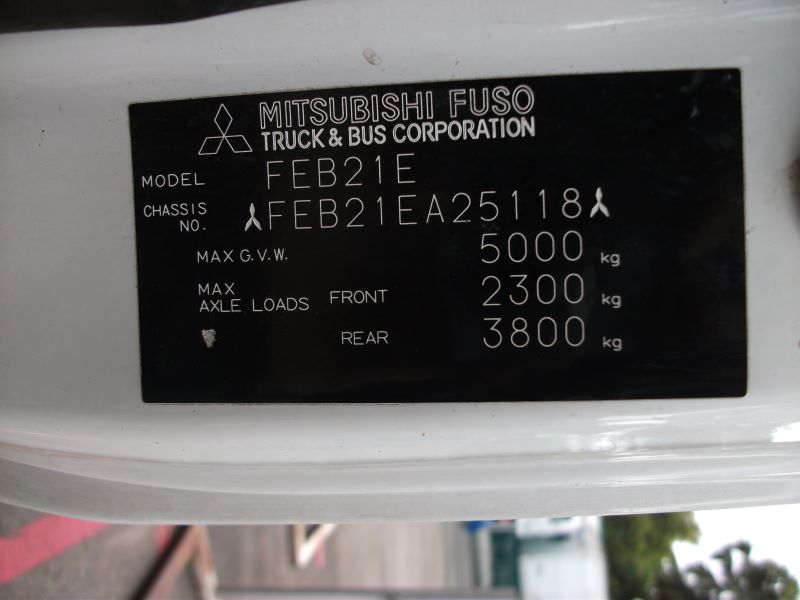 MITSUBISHI FUSO
TRUCK & BUS CORPORATION
MODEL FEB21E
CHASSIS NO. FEB21EA25118
MAX G.V.W. 5000 kg
MAX AXLE LOADS FRONT 2300 kg
REAR 3800 kg